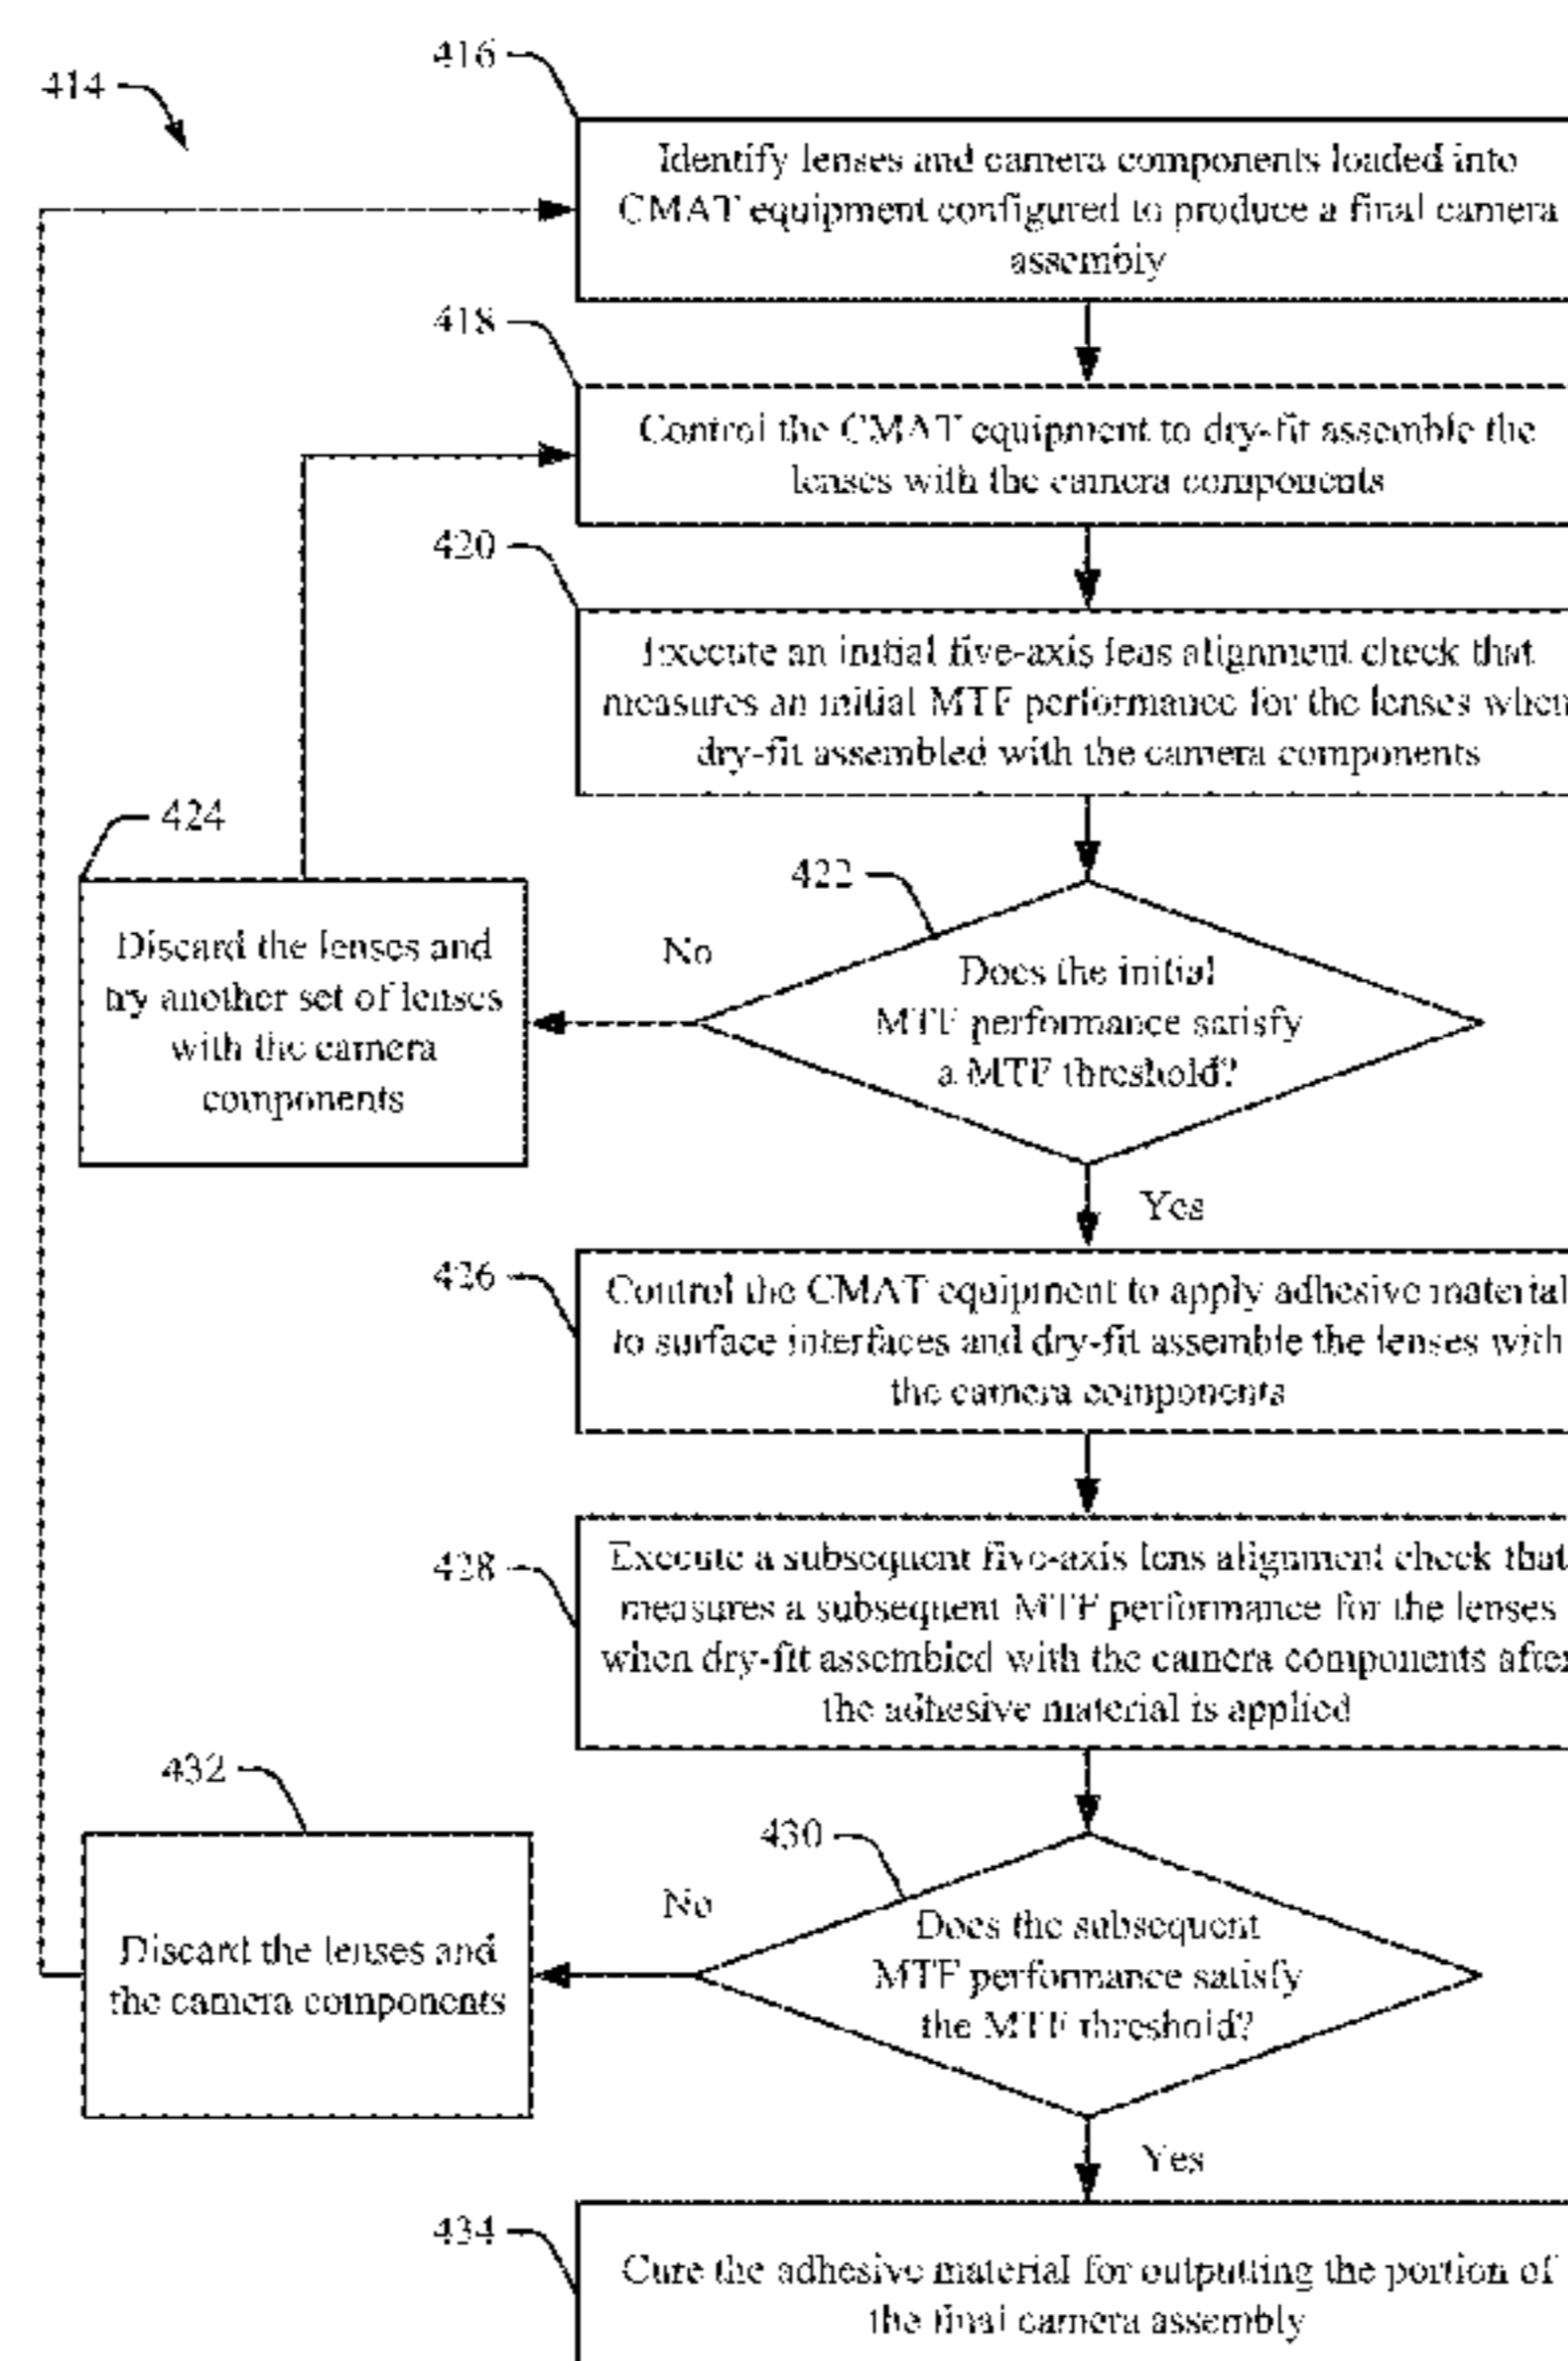 414
416
Identify lenses and camera components loaded into
CMAT equipment configured to produce a final camera
assembly
418
Control the CMAT equipment to dry-fit assemble the
lenses with the camera components
420
Execute an initial five-axis lens alignment check that
measures an initial MTF performance for the lenses when
dry-fit assembled with the camera components
424
Discard the lenses and
try another set of lenses
with the camera
components
No
422
Does the initial
MTF performance satisfy
a MTF threshold?
Yes
426
Control the CMAT equipment to apply adhesive material
to surface interfaces and dry-fit assemble the lenses with
the camera components
428
Execute a subsequent five-axis lens alignment check that
measures a subsequent MTF performance for the lenses
when dry-fit assembled with the camera components after
the adhesive material is applied
432
Discard the lenses and
the camera components
No
430
Does the subsequent
MTF performance satisfy
the MTF threshold?
Yes
434
Cure the adhesive material for outputting the portion of
the final camera assembly